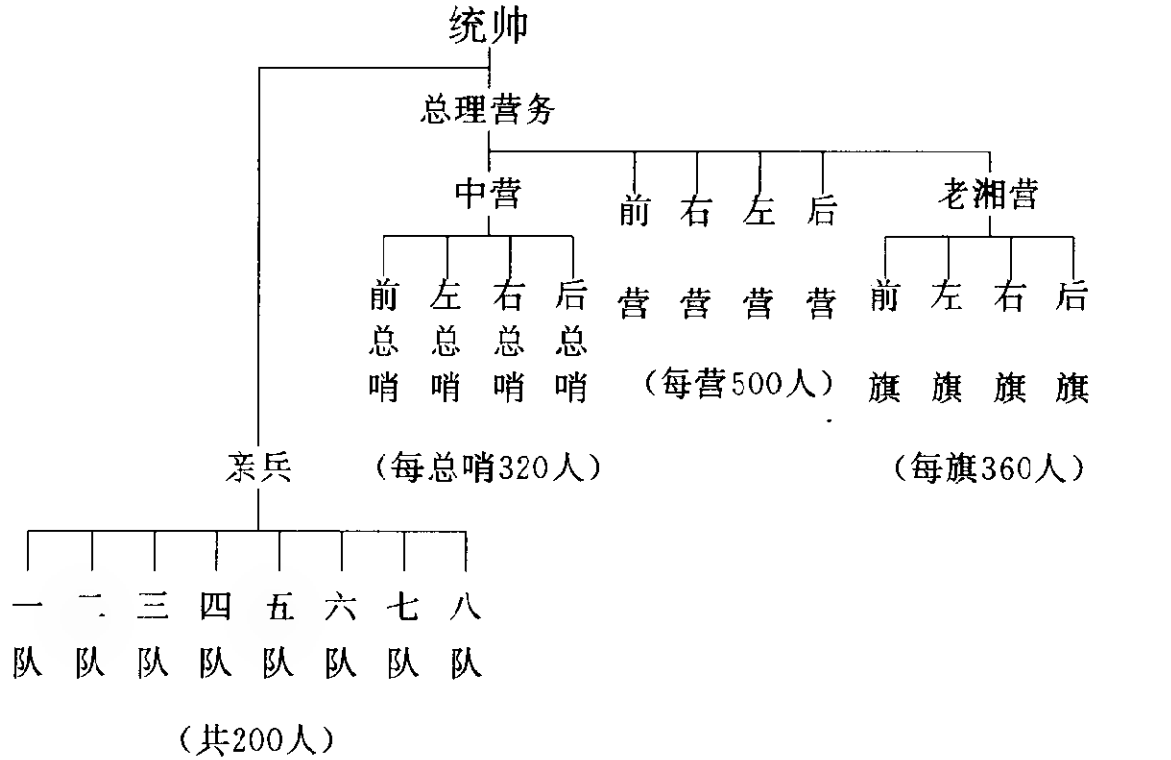 统帅
总理营务
中营
前营
右营
左营
后营
老湘营
前总哨
左总哨
右总哨
后总哨
(每总哨320人)
(每营500人)
前旗
左旗
右旗
后旗
(每旗360人)
亲兵
一队
二队
三队
四队
五队
六队
七队
八队
(共200人)